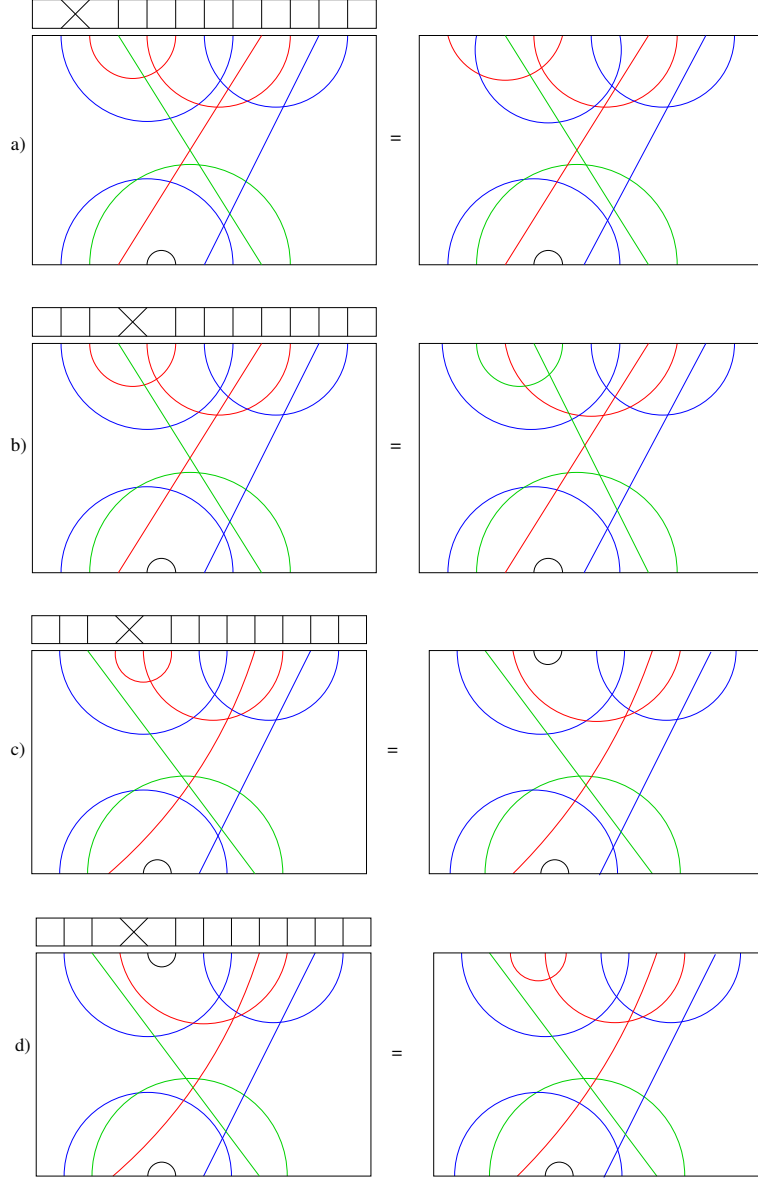 a)
=
b)
=
c)
=
d)
=